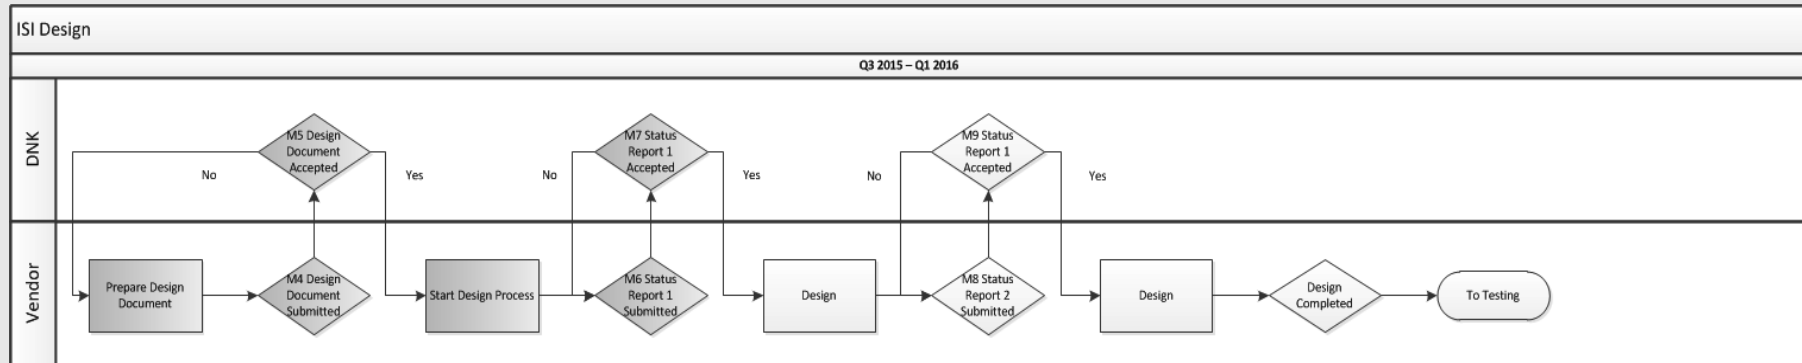 ISI Design
Q3 2015 – Q1 2016
DNK
M5 Design
Document
Accepted
No
Yes
M7 Status
Report 1
Accepted
No
Yes
M9 Status
Report 1
Accepted
No
Yes
Vendor
Prepare Design
Document
M4 Design
Document
Submitted
Start Design Process
M6 Status
Report 1
Submitted
Design
M8 Status
Report 2
Submitted
Design
Design
Completed
To Testing